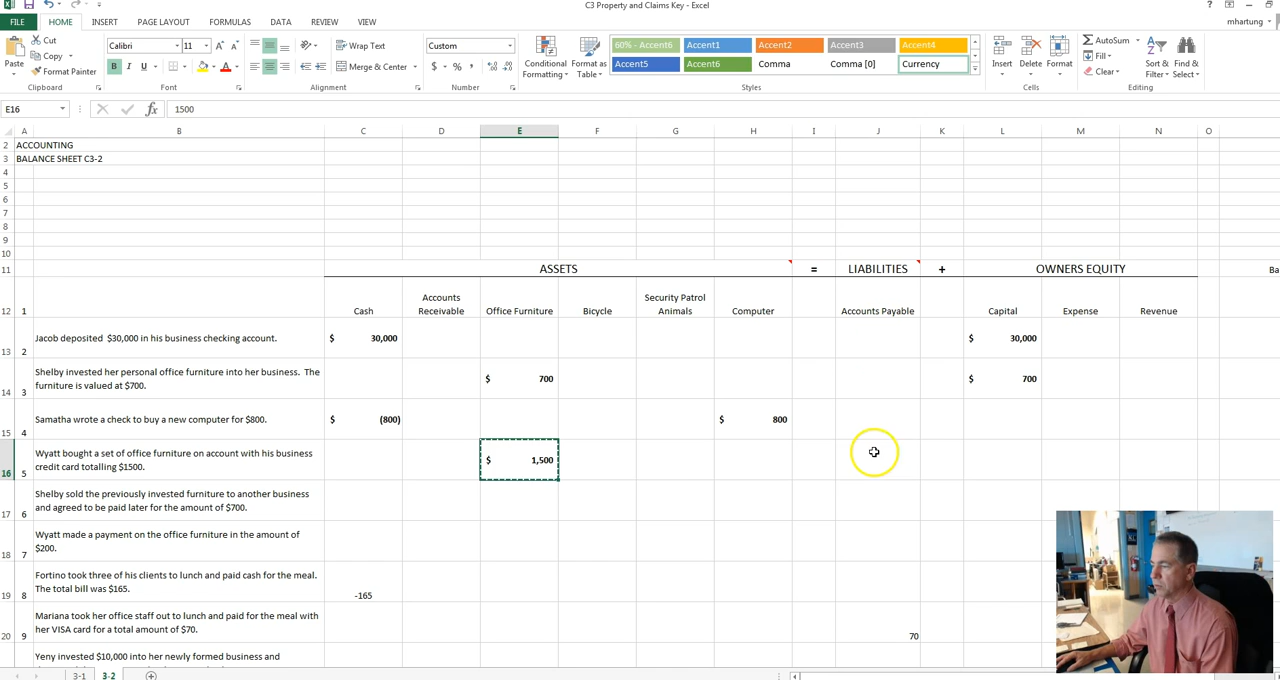 C3 Property and Claims Key - Excel
?
FILE HOME INSERT PAGE LAYOUT FORMULAS DATA REVIEW VIEW
mhartung
Paste
Cut
Copy
Format Painter
Clipboard
Calibri 11
B I U
Font
Wrap Text
Merge & Center
Alignment
Custom
$ %
Number
Conditional Formatting
Format as Table
60% - Accent6 Accent1 Accent2 Accent3 Accent4
Accent5 Accent6 Comma Comma [0] Currency
Styles
Insert Delete Format
Cells
AutoSum
Fill
Clear
Sort & Filter
Find & Select
Editing
E16 fx 1500
A B C D E F G H I J K L M N O
2 ACCOUNTING
3 BALANCE SHEET C3-2
4
5
6
7
8
9
10
11 ASSETS = LIABILITIES + OWNERS EQUITY Ba
12 1 Cash Accounts Receivable Office Furniture Bicycle Security Patrol Animals Computer Accounts Payable Capital Expense Revenue
13 2 Jacob deposited $30,000 in his business checking account. $ 30,000 $ 30,000
14 3 Shelby invested her personal office furniture into her business. The
furniture is valued at $700. $ 700 $ 700
15 4 Samatha wrote a check to buy a new computer for $800. $ (800) $ 800
16 5 Wyatt bought a set of office furniture on account with his business
credit card totalling $1500. $ 1,500
17 6 Shelby sold the previously invested furniture to another business
and agreed to be paid later for the amount of $700.
18 7 Wyatt made a payment on the office furniture in the amount of
$200.
19 8 Fortino took three of his clients to lunch and paid cash for the meal.
The total bill was $165. -165
20 9 Mariana took her office staff out to lunch and paid for the meal with
her VISA card for a total amount of $70. 70
Yeny invested $10,000 into her newly formed business and
3-1 3-2